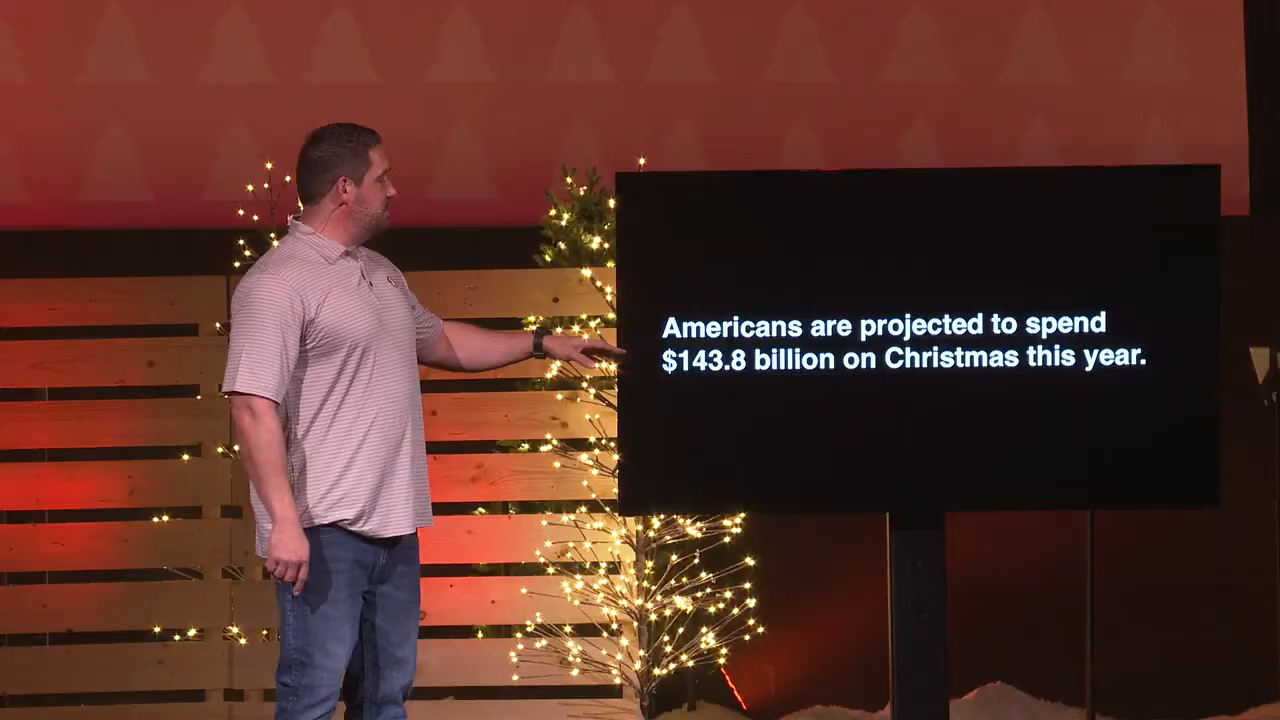 Americans are projected to spend
$143.8 billion on Christmas this year.